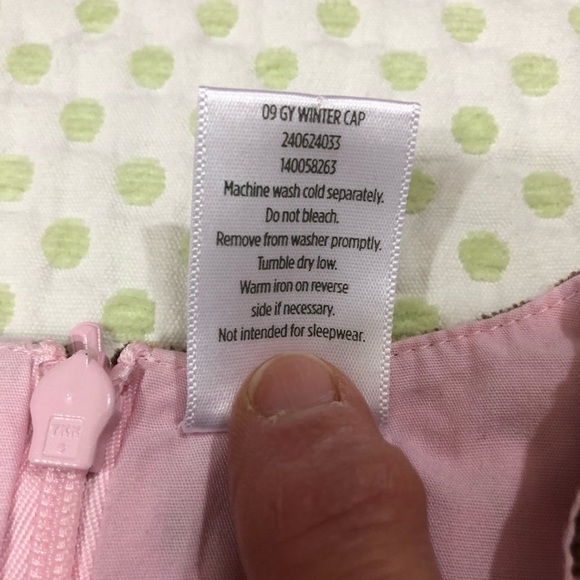 09 GY WINTER CAP
240624033
140058263
Machine wash cold separately.
Do not bleach.
Remove from washer promptly.
Tumble dry low.
Warm iron on reverse
side if necessary.
Not intended for sleepwear.